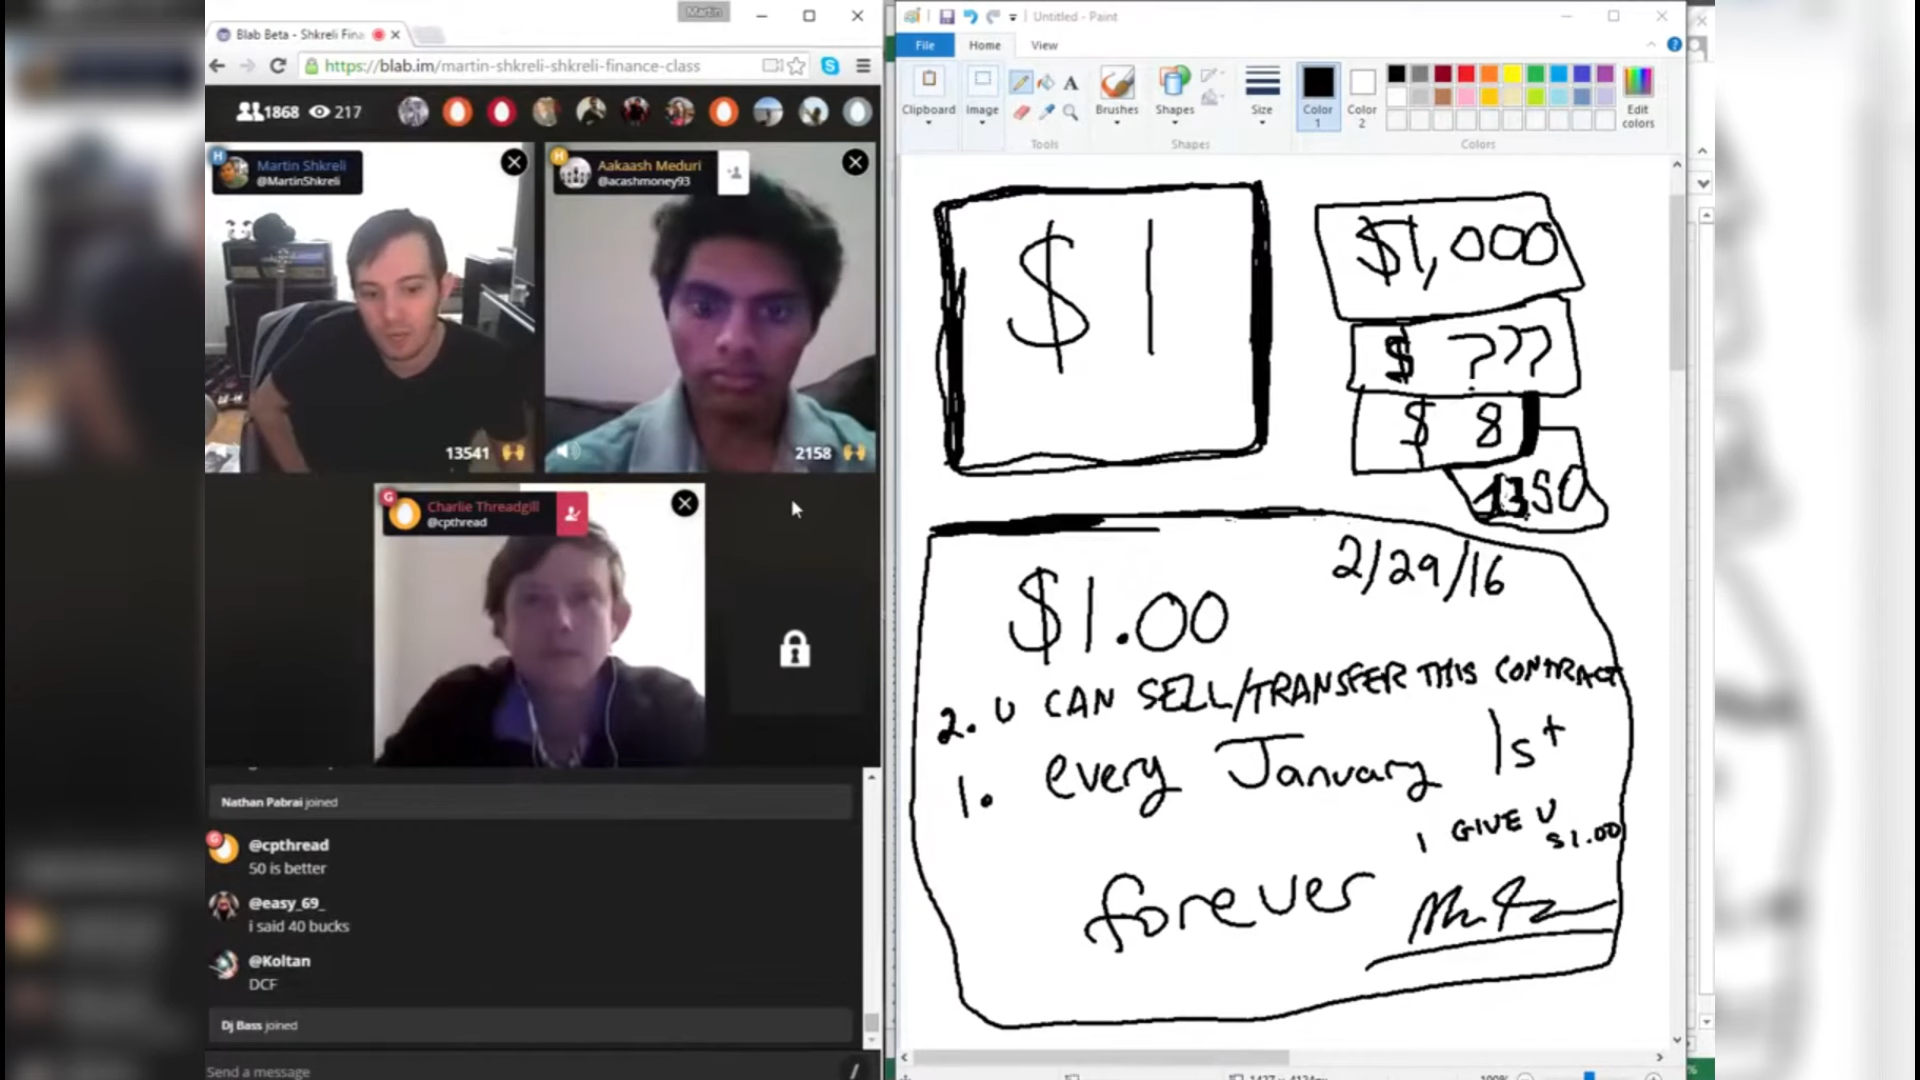 Martin
Blab Beta - Shkreli Fina
https://blab.im/martin-shkreli-shkreli-finance-class
1868 217
Martin Shkreli
@MartinShkreli
13541
Aakaash Meduri
@acashmoney93
2158
Charlie Threadgill
@cpthread
Nathan Pabrai joined
@cpthread
50 is better
@easy_69_
i said 40 bucks
@Koltan
DCF
Dj Bass joined
Send a message
Untitled - Paint
File Home View
Clipboard
Image
Tools
Brushes
Shapes
Shapes
Size
Color 1
Color 2
Edit colors
Colors
$ 1
$1,000
$ ???
$ 8
$1.00
2/29/16
2. U CAN SELL/TRANSFER THIS CONTRACT
1. every January 1st
I GIVE U
$1.00
forever
100%